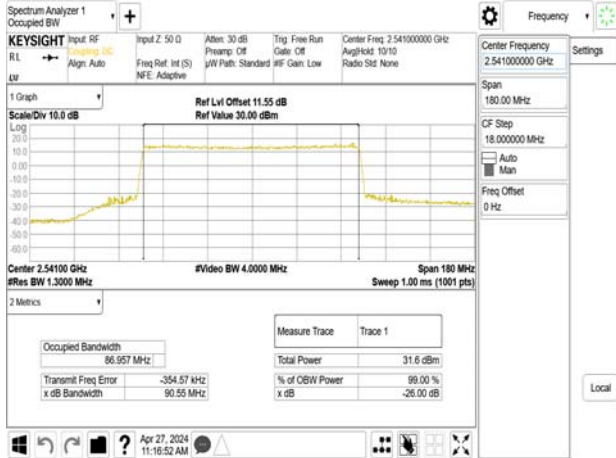 Spectrum Analyzer 1
Occupied BW
+
Frequency
KEYSIGHT
RL
LU
Input: RF
Coupling: DC
Align: Auto
Input Z: 50 Ω
Freq Ref: Int (S)
NFE: Adaptive
Atten: 30 dB
Preamp: Off
µW Path: Standard
Trig: Free Run
Gate: Off
#IF Gain: Low
Center Freq: 2.541000000 GHz
Avg|Hold: 10/10
Radio Std: None
Center Frequency
2.541000000 GHz
Settings
Span
180.00 MHz
CF Step
18.000000 MHz
Auto
Man
Freq Offset
0 Hz
Local
1 Graph
Scale/Div 10.0 dB
Ref Lvl Offset 11.55 dB
Ref Value 30.00 dBm
Log
20.0
10.0
0.00
-10.0
-20.0
-30.0
-40.0
-50.0
-60.0
Center 2.54100 GHz
#Res BW 1.3000 MHz
#Video BW 4.0000 MHz
Span 180 MHz
Sweep 1.00 ms (1001 pts)
2 Metrics
Measure Trace Trace 1
Occupied Bandwidth
86.957 MHz
Total Power 31.6 dBm
Transmit Freq Error -354.57 kHz
% of OBW Power 99.00 %
x dB Bandwidth 90.55 MHz
x dB -26.00 dB
?
Apr 27, 2024
11:16:52 AM